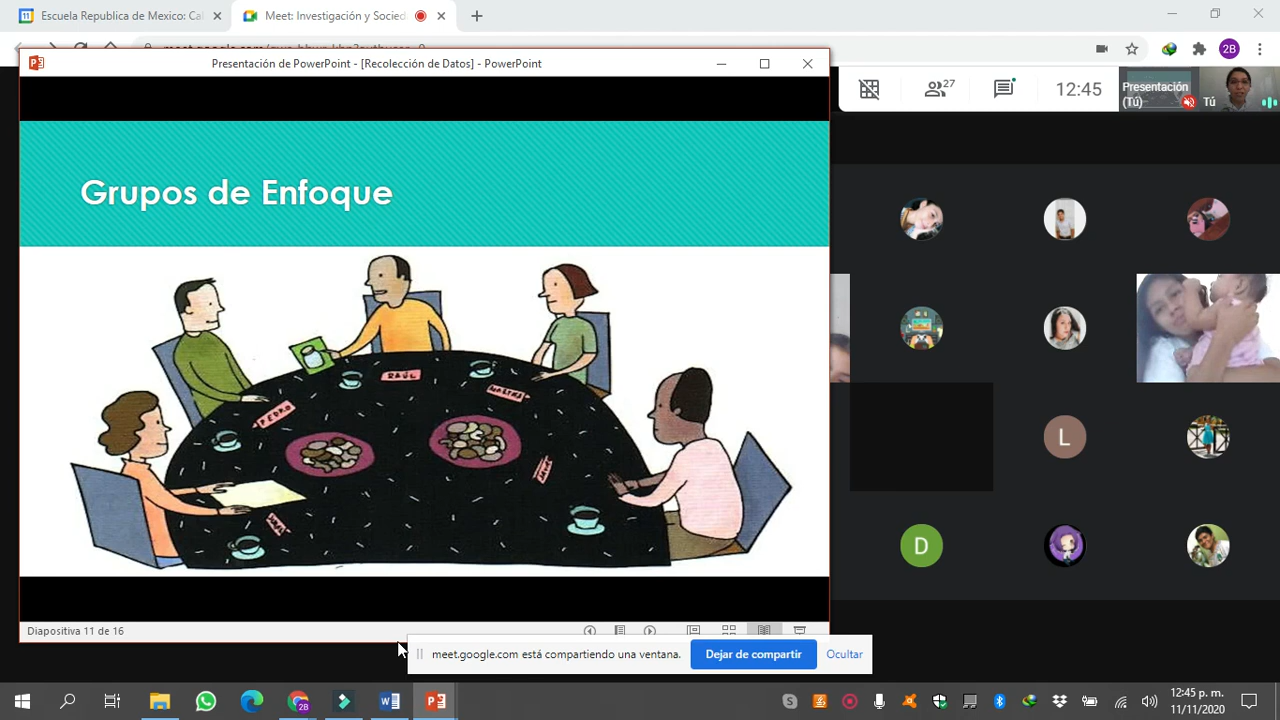 Escuela Republica de Mexico: Cal
Meet: Investigación y Socied
Presentación de PowerPoint - [Recolección de Datos] - PowerPoint
2B
27
12:45
Presentación
(Tú)
Tú
Grupos de Enfoque
RAÚL
PEDRO
L
D
Diapositiva 11 de 16
meet.google.com está compartiendo una ventana.
Dejar de compartir
Ocultar
12:45 p. m.
11/11/2020